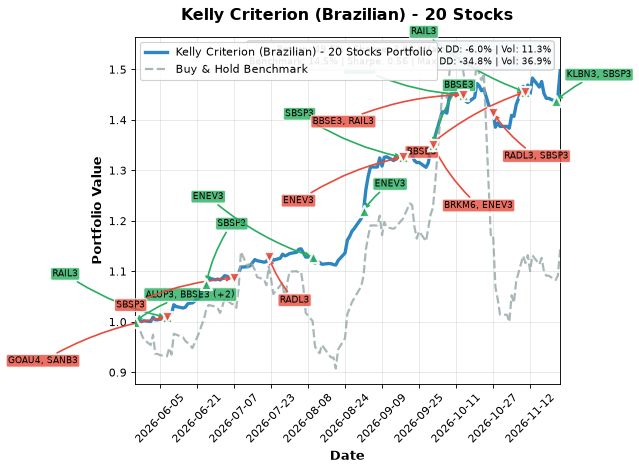 Kelly Criterion (Brazilian) - 20 Stocks
RAIL3
Kelly Criterion (Brazilian) - 20 Stocks Portfolio
Buy & Hold Benchmark
DD: -6.0% | Vol: 11.3%
DD: -34.8% | Vol: 36.9%
KLBN3, SBSP3
BBSE3
SBSP3
BBSE3, RAIL3
RADL3, SBSP3
ENEV3
ENEV3
ENEV3
BRKM6, ENEV3
SBSP3
RAIL3
ALUP3, BBSE3 (+2)
SBSP3
RADL3
GOAU4, SANB3
Portfolio Value
1.5
1.4
1.3
1.2
1.1
1.0
0.9
2026-06-05
2026-06-21
2026-07-07
2026-07-23
2026-08-08
2026-08-24
2026-09-09
2026-09-25
2026-10-11
2026-10-27
2026-11-12
Date